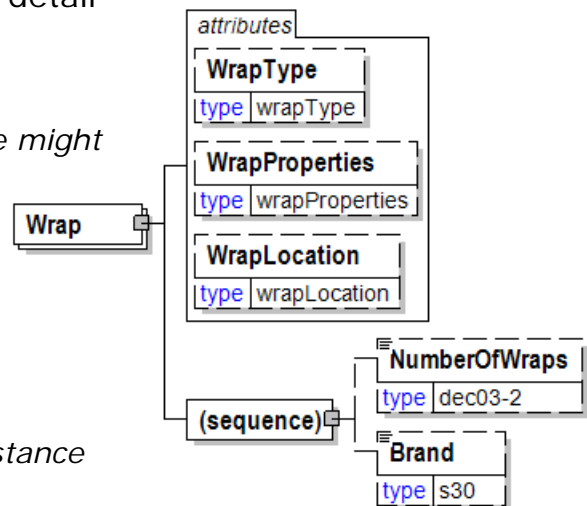 detail
attributes
WrapType
type wrapType
e might
WrapProperties
type wrapProperties
Wrap
WrapLocation
type wrapLocation
NumberOfWraps
type dec03-2
(sequence)
stance
Brand
type s30